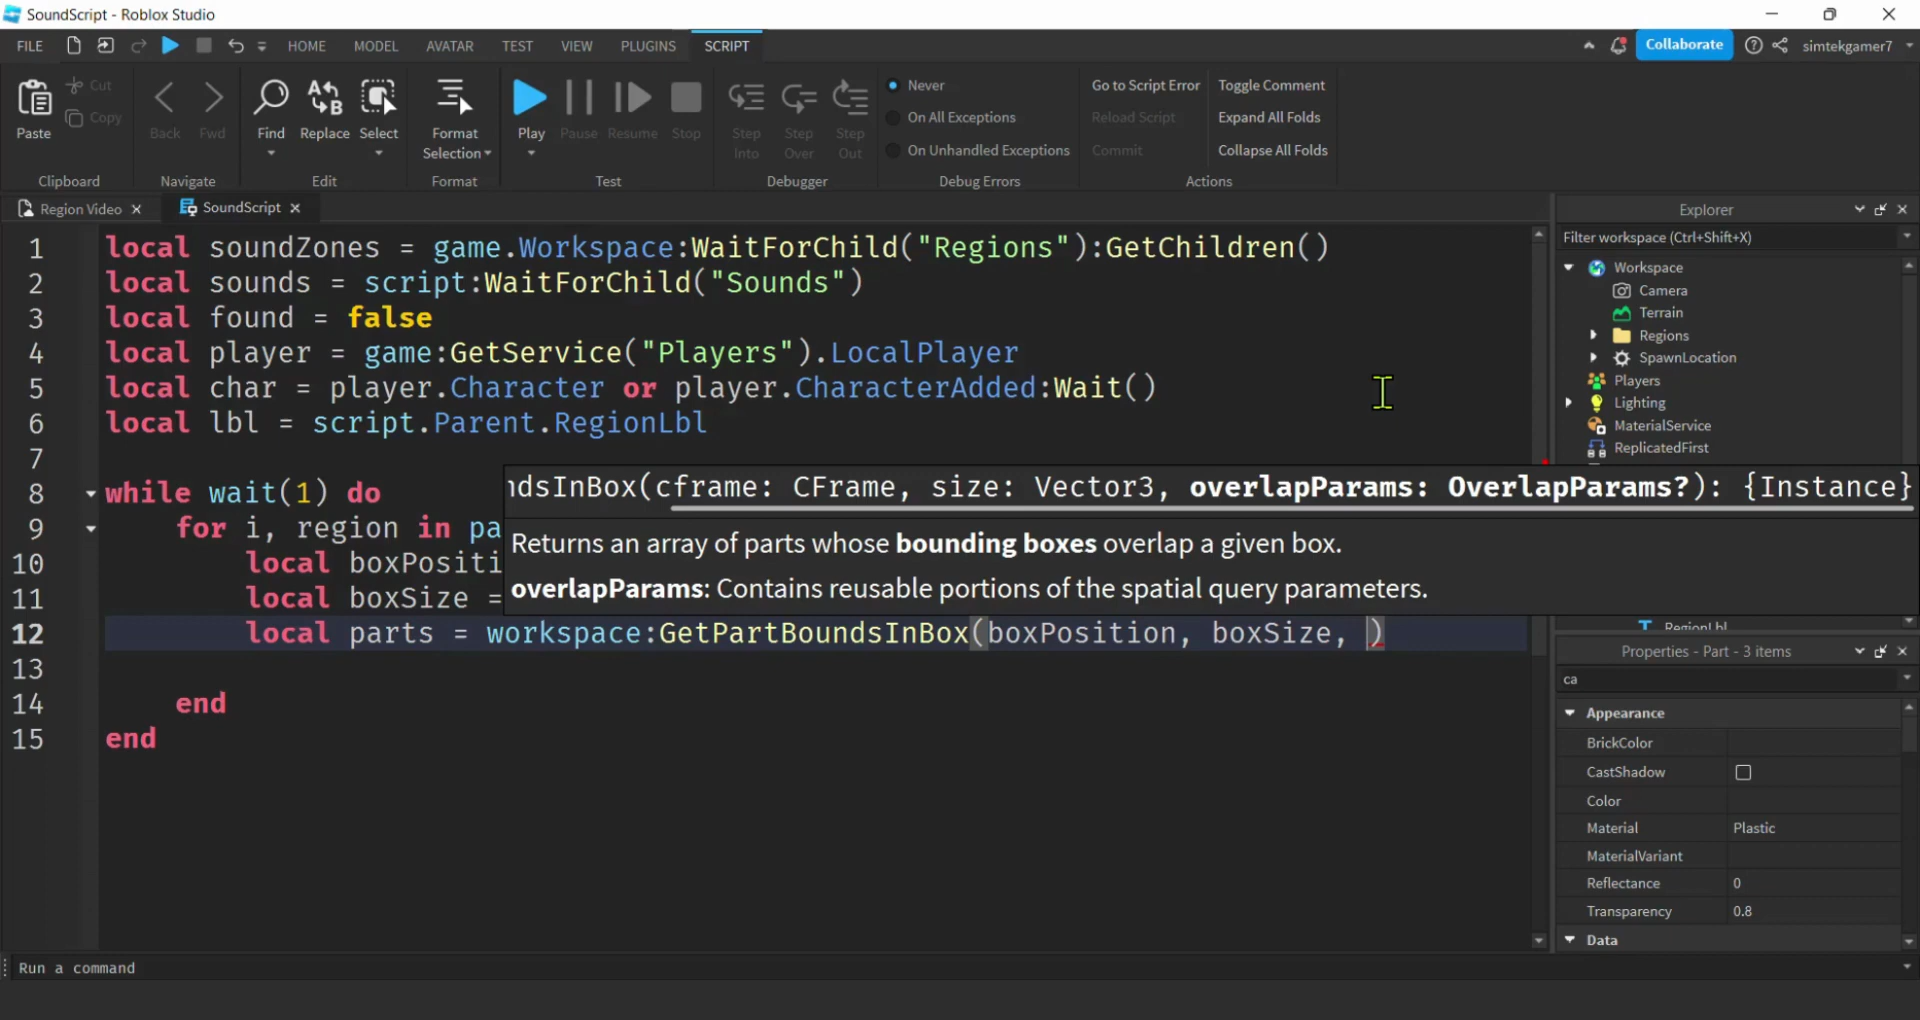 SoundScript - Roblox Studio
FILE HOME MODEL AVATAR TEST VIEW PLUGINS SCRIPT Collaborate simtekgamer7
Paste Cut Copy
Back Fwd
Find Replace Select
Format Selection
Play Pause Resume Stop
Step Into Step Over Step Out
Never
On All Exceptions
On Unhandled Exceptions
Go to Script Error
Reload Script
Commit
Toggle Comment
Expand All Folds
Collapse All Folds
Clipboard Navigate Edit Format Test Debugger Debug Errors Actions
Region Video SoundScript
1 local soundZones = game.Workspace:WaitForChild("Regions"):GetChildren()
2 local sounds = script:WaitForChild("Sounds")
3 local found = false
4 local player = game:GetService("Players").LocalPlayer
5 local char = player.Character or player.CharacterAdded:Wait()
6 local lbl = script.Parent.RegionLbl
7
8 while wait(1) do
9 for i, region in pa
10 local boxPositi
11 local boxSize =
12 local parts = workspace:GetPartBoundsInBox(boxPosition, boxSize, )
13
14 end
15 end
ndsInBox(cframe: CFrame, size: Vector3, overlapParams: OverlapParams?): {Instance}
Returns an array of parts whose bounding boxes overlap a given box.
overlapParams: Contains reusable portions of the spatial query parameters.
Explorer
Filter workspace (Ctrl+Shift+X)
Workspace
Camera
Terrain
Regions
SpawnLocation
Players
Lighting
MaterialService
ReplicatedFirst
RegionLbl
Properties - Part - 3 items
ca
Appearance
BrickColor
CastShadow
Color
Material Plastic
MaterialVariant
Reflectance 0
Transparency 0.8
Data
Run a command